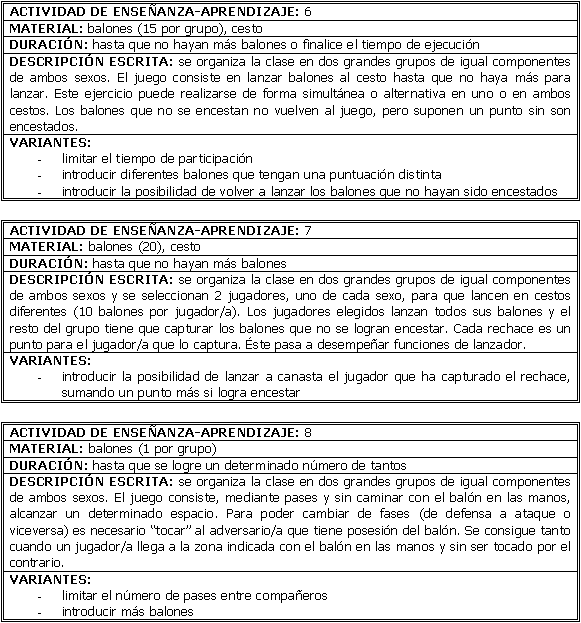 ACTIVIDAD DE ENSEÑANZA-APRENDIZAJE: 6
MATERIAL: balones (15 por grupo), cesto
DURACIÓN: hasta que no hayan más balones o finalice el tiempo de ejecución
DESCRIPCIÓN ESCRITA: se organiza la clase en dos grandes grupos de igual componentes
de ambos sexos. El juego consiste en lanzar balones al cesto hasta que no haya más para
lanzar. Este ejercicio puede realizarse de forma simultánea o alternativa en uno o en ambos
cestos. Los balones que no se encestan no vuelven al juego, pero suponen un punto sin son
encestados.
VARIANTES:
- limitar el tiempo de participación
- introducir diferentes balones que tengan una puntuación distinta
- introducir la posibilidad de volver a lanzar los balones que no hayan sido encestados
ACTIVIDAD DE ENSEÑANZA-APRENDIZAJE: 7
MATERIAL: balones (20), cesto
DURACIÓN: hasta que no hayan más balones
DESCRIPCIÓN ESCRITA: se organiza la clase en dos grandes grupos de igual componentes
de ambos sexos y se seleccionan 2 jugadores, uno de cada sexo, para que lancen en cestos
diferentes (10 balones por jugador/a). Los jugadores elegidos lanzan todos sus balones y el
resto del grupo tiene que capturar los balones que no se logran encestar. Cada rechace es un
punto para el jugador/a que lo captura. Éste pasa a desempeñar funciones de lanzador.
VARIANTES:
- introducir la posibilidad de lanzar a canasta el jugador que ha capturado el rechace,
sumando un punto más si logra encestar
ACTIVIDAD DE ENSEÑANZA-APRENDIZAJE: 8
MATERIAL: balones (1 por grupo)
DURACIÓN: hasta que se logre un determinado número de tantos
DESCRIPCIÓN ESCRITA: se organiza la clase en dos grandes grupos de igual componentes
de ambos sexos. El juego consiste, mediante pases y sin caminar con el balón en las manos,
alcanzar un determinado espacio. Para poder cambiar de fases (de defensa a ataque o
viceversa) es necesario "tocar" al adversario/a que tiene posesión del balón. Se consigue tanto
cuando un jugador/a llega a la zona indicada con el balón en las manos y sin ser tocado por el
contrario.
VARIANTES:
- limitar el número de pases entre compañeros
- introducir más balones